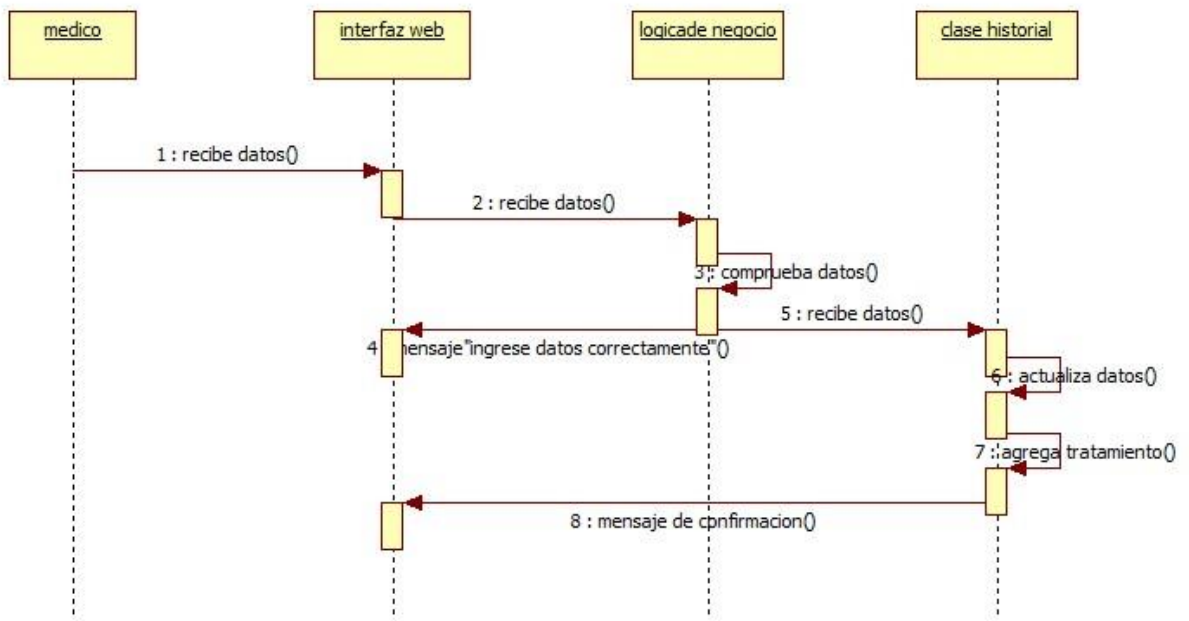 medico
interfaz web
logicade negocio
clase historial
1 : recibe datos()
2 : recibe datos()
3 : comprueba datos()
5 : recibe datos()
4 : mensaje"ingrese datos correctamente"()
6 : actualiza datos()
7 : agrega tratamiento()
8 : mensaje de confirmacion()